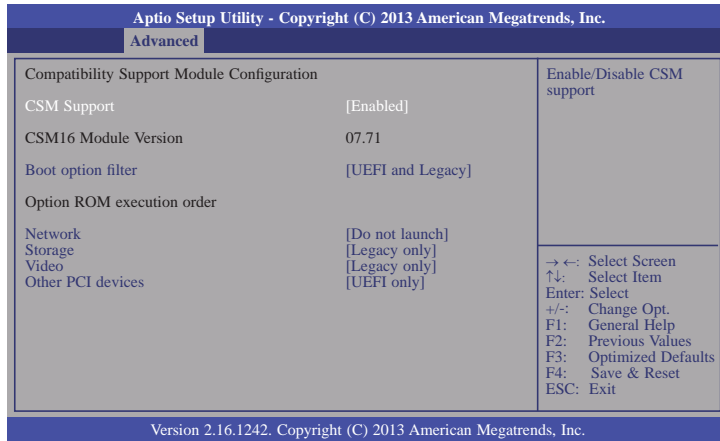 Aptio Setup Utility - Copyright (C) 2013 American Megatrends, Inc.
Advanced
Compatibility Support Module Configuration
CSM Support [Enabled]
CSM16 Module Version 07.71
Boot option filter [UEFI and Legacy]
Option ROM execution order
Network [Do not launch]
Storage [Legacy only]
Video [Legacy only]
Other PCI devices [UEFI only]
Enable/Disable CSM
support
→ ←: Select Screen
↑↓: Select Item
Enter: Select
+/-: Change Opt.
F1: General Help
F2: Previous Values
F3: Optimized Defaults
F4: Save & Reset
ESC: Exit
Version 2.16.1242. Copyright (C) 2013 American Megatrends, Inc.